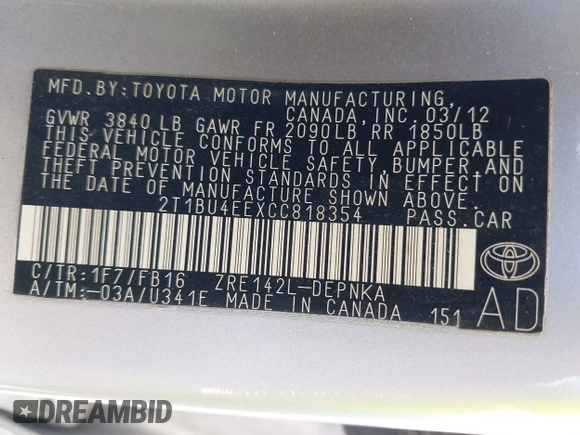 MFD. BY: TOYOTA MOTOR MANUFACTURING,
CANADA, INC. 03/12
GVWR 3840 LB GAWR FR 2090LB RR 1850LB
THIS VEHICLE CONFORMS TO ALL APPLICABLE
FEDERAL MOTOR VEHICLE SAFETY, BUMPER, AND
THEFT PREVENTION STANDARDS IN EFFECT ON
THE DATE OF MANUFACTURE SHOWN ABOVE.
2T1BU4EEXCC818354 PASS. CAR
C/TR: 1F7/FB16 ZRE142L-DEPNKA
A/TM: -03A/U341E MADE IN CANADA 151
AD
DREAMBID